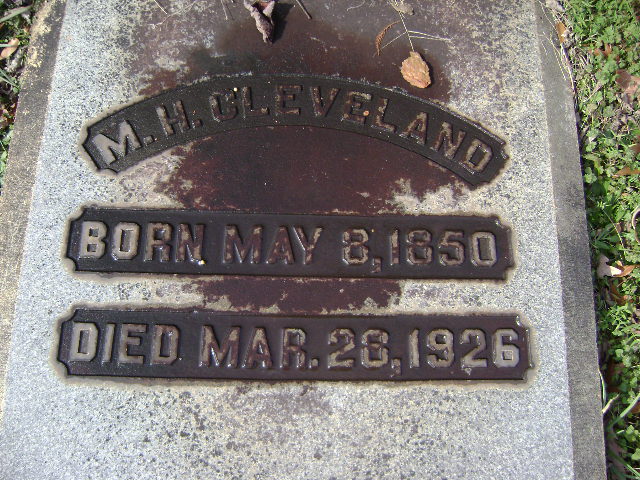 M. H. CLEVELAND
BORN MAY 8, 1850
DIED MAR. 28, 1926